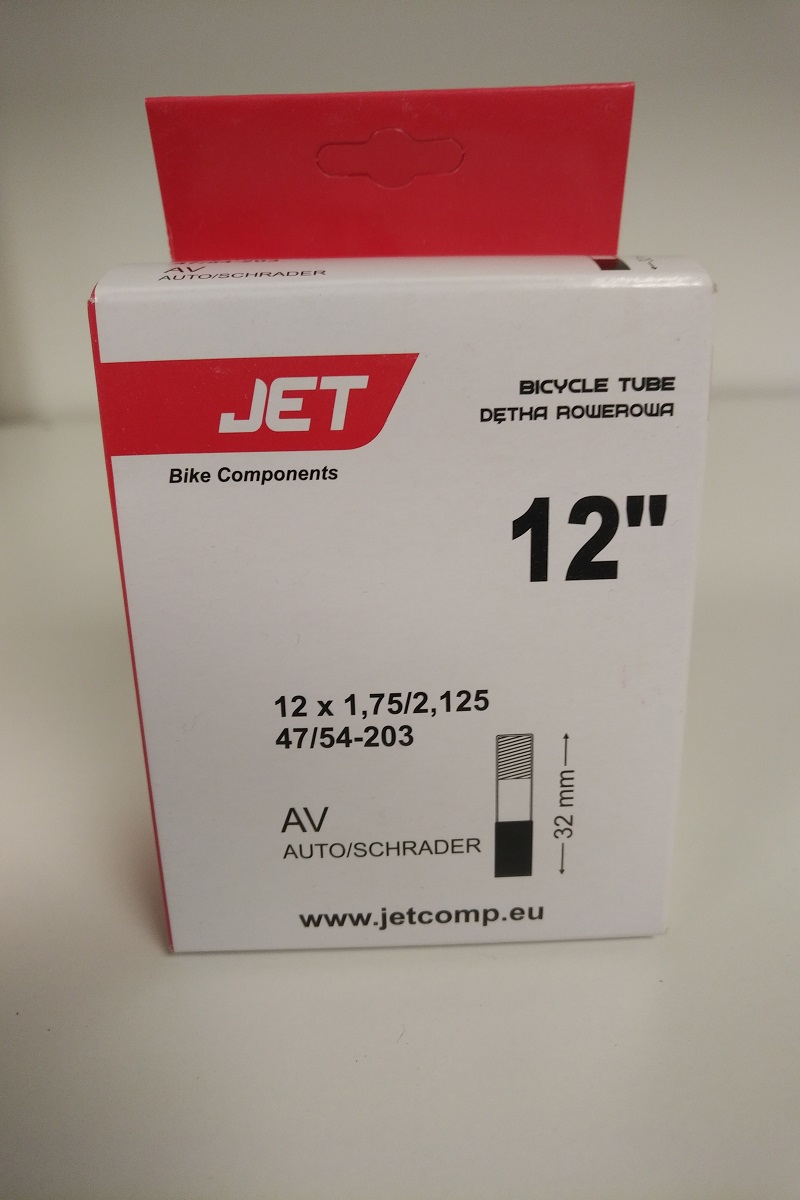 AV
AUTO/SCHRADER
JET
Bike Components
BICYCLE TUBE
DĘTKA ROWEROWA
12"
12 x 1,75/2,125
47/54-203
AV
AUTO/SCHRADER
32 mm
www.jetcomp.eu